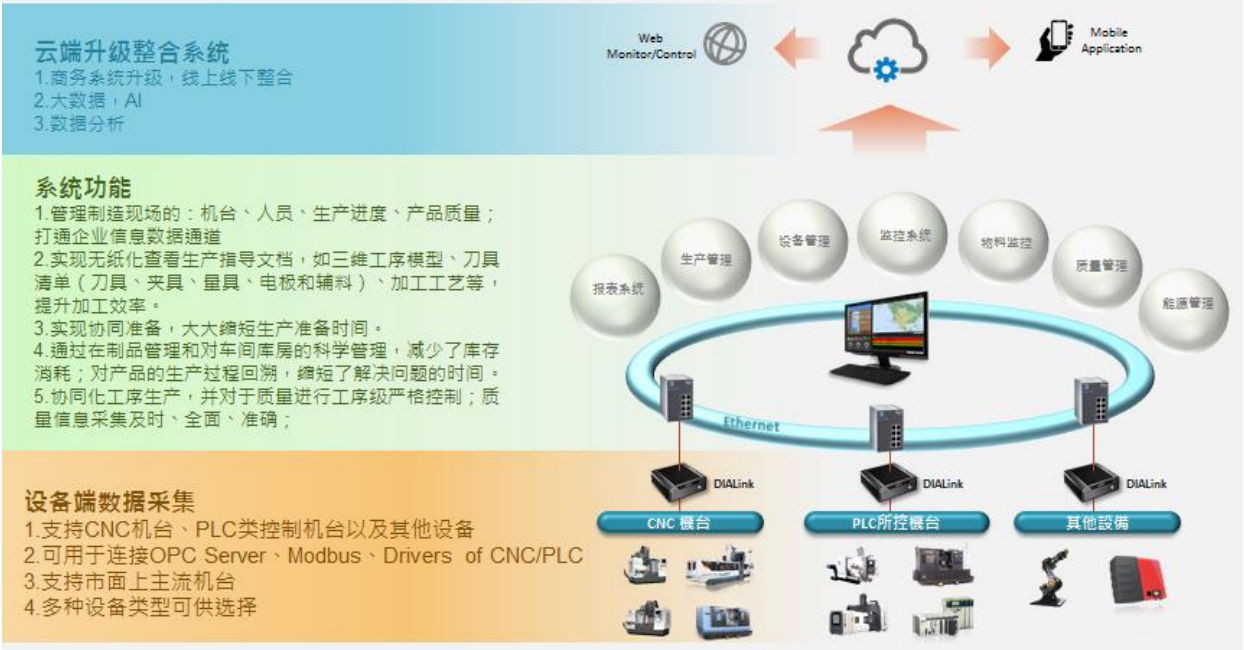 云端升级整合系统
1.商务系统升级，线上线下整合
2.大数据，AI
3.数据分析
Web
Monitor/Control
Mobile
Application
系统功能
1.管理制造现场的：机台、人员、生产进度、产品质量；
打通企业信息数据通道
2.实现无纸化查看生产指导文档，如三维工序模型、刀具
清单（刀具、夹具、量具、电极和辅料）、加工工艺等，
提升加工效率。
3.实现协同准备，大大缩短生产准备时间。
4.通过在制品管理和对车间库房的科学管理，减少了库存
消耗；对产品的生产过程回溯，缩短了解决问题的时间。
5.协同化工序生产，并对于质量进行工序级严格控制；质
量信息采集及时、全面、准确；
报表系统
生产管理
设备管理
监控系统
物料监控
质量管理
能源管理
Ethernet
设备端数据采集
1.支持CNC机台、PLC类控制机台以及其他设备
2.可用于连接OPC Server、Modbus、Drivers of CNC/PLC
3.支持市面上主流机台
4.多种设备类型可供选择
DIALink
DIALink
DIALink
CNC 機台
PLC所控機台
其他設備